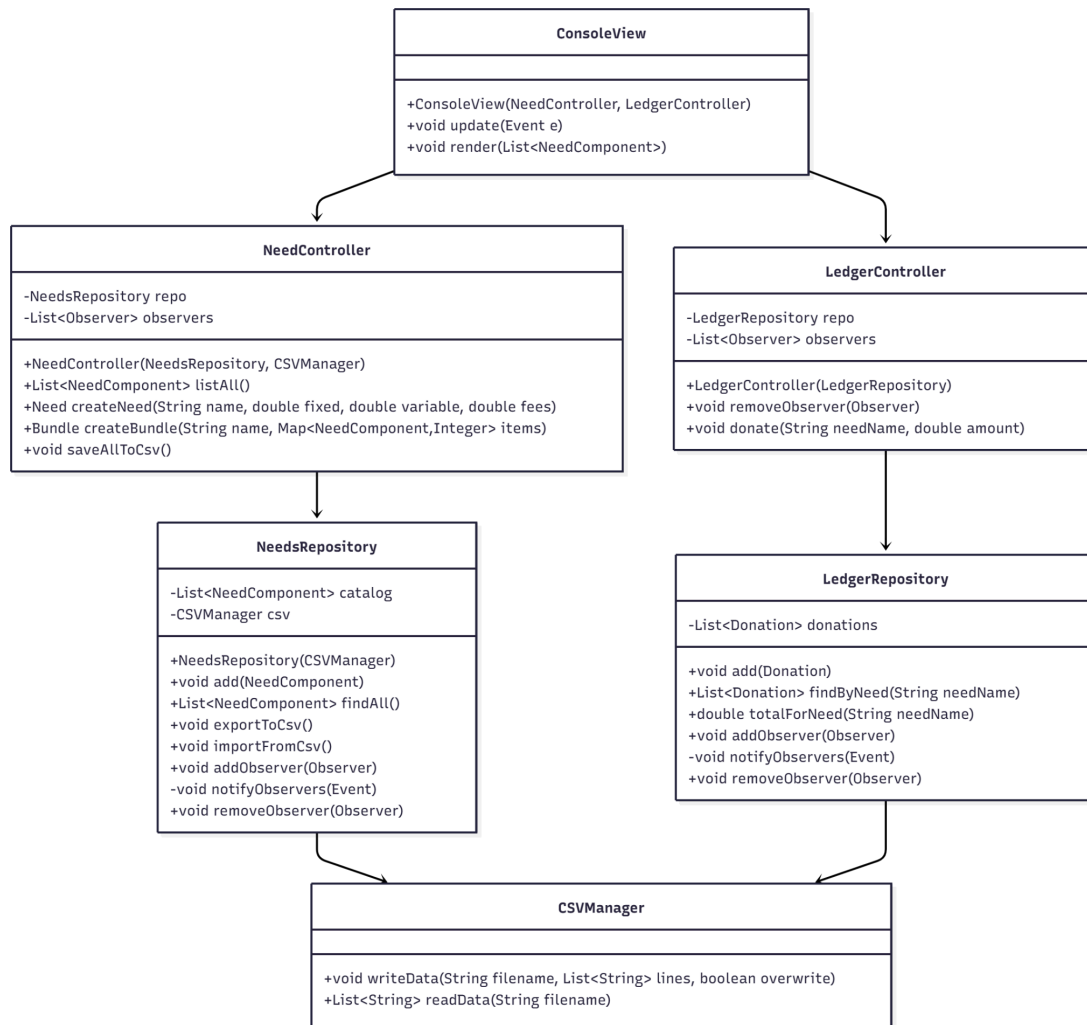 ConsoleView
+ConsoleView(NeedController, LedgerController)
+void update(Event e)
+void render(List<NeedComponent>)
NeedController
-NeedsRepository repo
-List<Observer> observers
+NeedController(NeedsRepository, CSVManager)
+List<NeedComponent> listAll()
+Need createNeed(String name, double fixed, double variable, double fees)
+Bundle createBundle(String name, Map<NeedComponent,Integer> items)
+void saveAllToCsv()
LedgerController
-LedgerRepository repo
-List<Observer> observers
+LedgerController(LedgerRepository)
+void removeObserver(Observer)
+void donate(String needName, double amount)
NeedsRepository
-List<NeedComponent> catalog
-CSVManager csv
+NeedsRepository(CSVManager)
+void add(NeedComponent)
+List<NeedComponent> findAll()
+void exportToCsv()
+void importFromCsv()
+void addObserver(Observer)
-void notifyObservers(Event)
+void removeObserver(Observer)
LedgerRepository
-List<Donation> donations
+void add(Donation)
+List<Donation> findByNeed(String needName)
+double totalForNeed(String needName)
+void addObserver(Observer)
-void notifyObservers(Event)
+void removeObserver(Observer)
CSVManager
+void writeData(String filename, List<String> lines, boolean overwrite)
+List<String> readData(String filename)